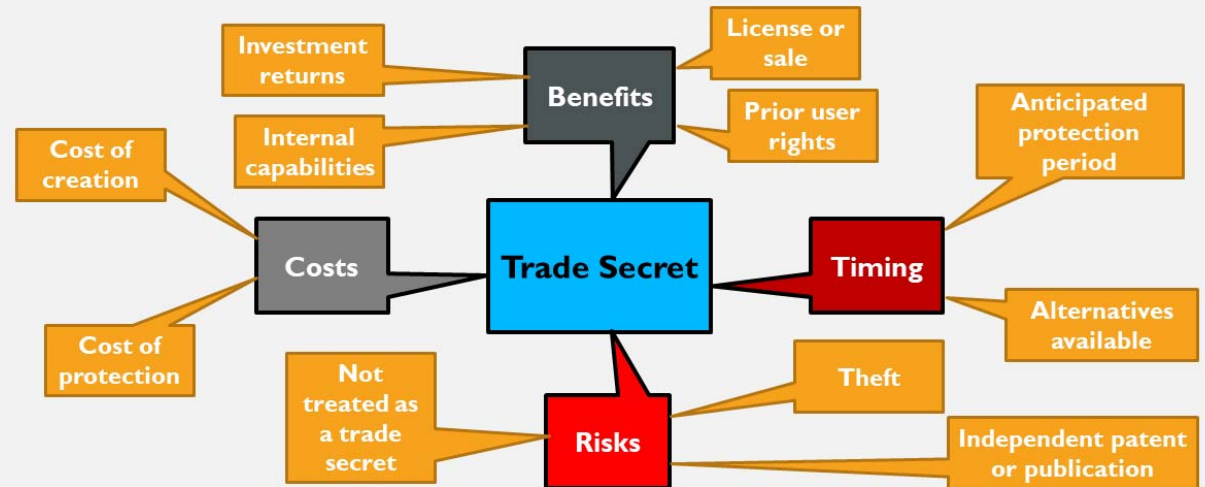 Investment
returns
License or
sale
Benefits
Internal
capabilities
Prior user
rights
Anticipated
protection
period
Cost of
creation
Costs
Trade Secret
Timing
Cost of
protection
Alternatives
available
Not
treated as
a trade
secret
Theft
Risks
Independent patent
or publication